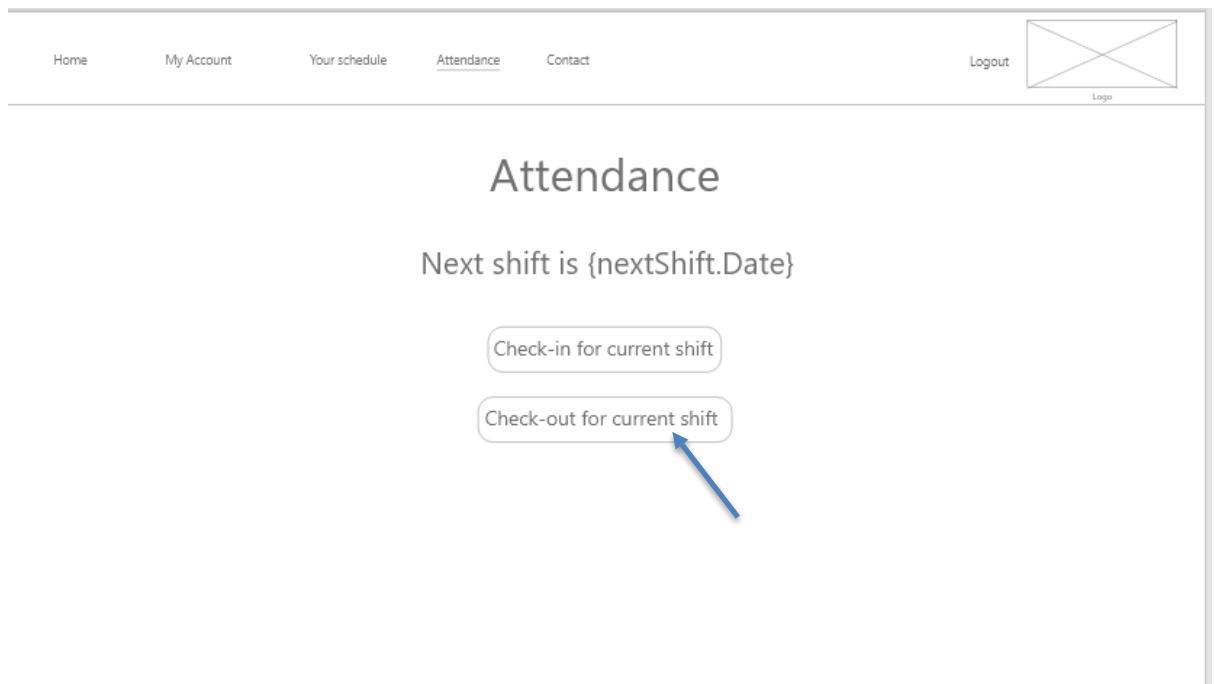 Home My Account Your schedule Attendance Contact Logout
Logo
Attendance
Next shift is {nextShift.Date}
Check-in for current shift
Check-out for current shift